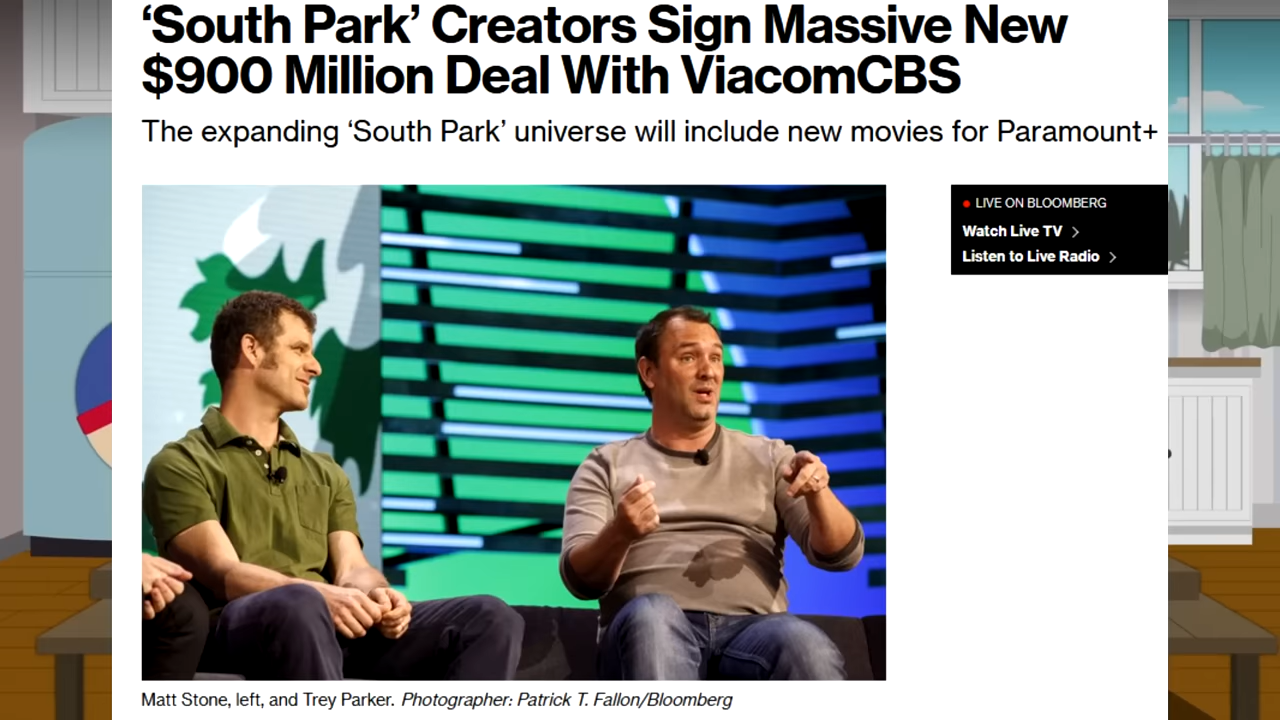 ‘South Park’ Creators Sign Massive New
$900 Million Deal With ViacomCBS
The expanding ‘South Park’ universe will include new movies for Paramount+
LIVE ON BLOOMBERG
Watch Live TV >
Listen to Live Radio >
Matt Stone, left, and Trey Parker. Photographer: Patrick T. Fallon/Bloomberg